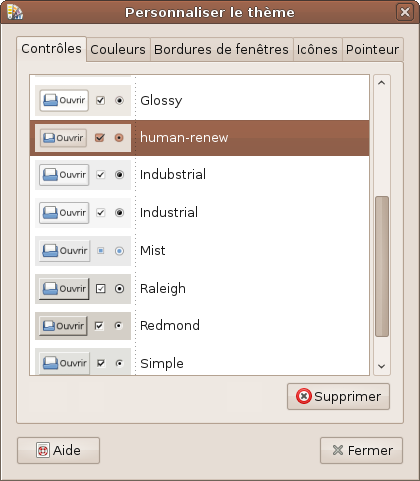 Personnaliser le thème
Contrôles Couleurs Bordures de fenêtres Icônes Pointeur
Ouvrir Glossy
Ouvrir human-renew
Ouvrir Indubstrial
Ouvrir Industrial
Ouvrir Mist
Ouvrir Raleigh
Ouvrir Redmond
Ouvrir Simple
Supprimer
Aide Fermer